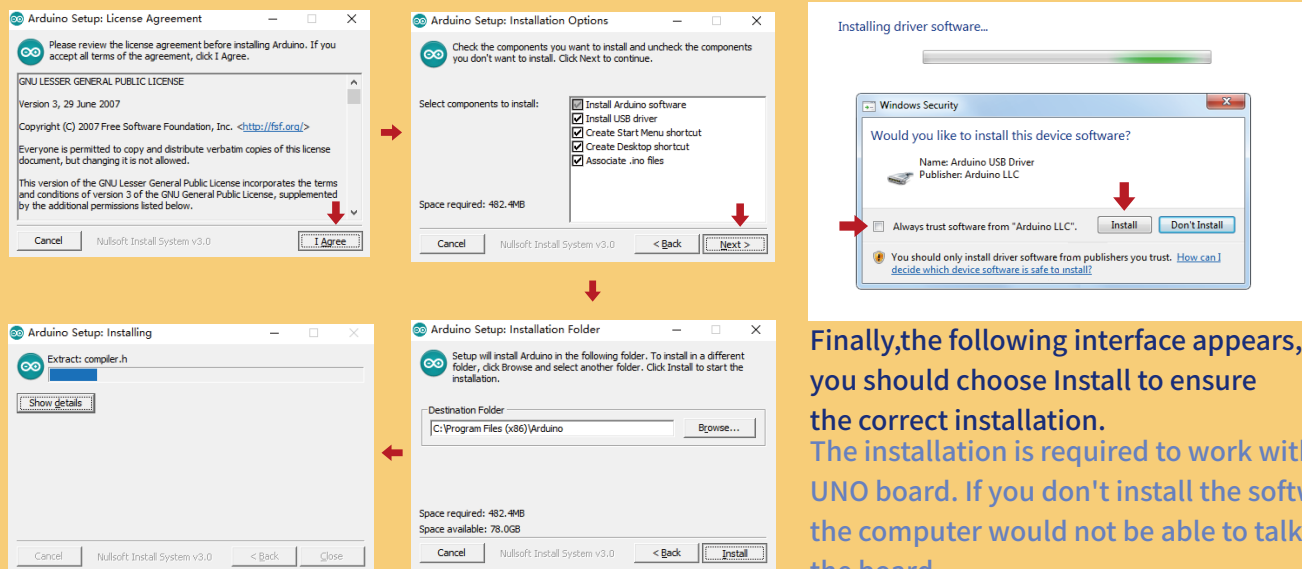 Arduino Setup: License Agreement
Please review the license agreement before installing Arduino. If you
accept all terms of the agreement, click I Agree.
GNU LESSER GENERAL PUBLIC LICENSE
Version 3, 29 June 2007
Copyright (C) 2007 Free Software Foundation, Inc. <http://fsf.org/>
Everyone is permitted to copy and distribute verbatim copies of this license
document, but changing it is not allowed.
This version of the GNU Lesser General Public License incorporates the terms
and conditions of version 3 of the GNU General Public License, supplemented
by the additional permissions listed below.
Cancel Nullsoft Install System v3.0 I Agree
Arduino Setup: Installation Options
Check the components you want to install and uncheck the components
you don't want to install. Click Next to continue.
Select components to install:
Install Arduino software
Install USB driver
Create Start Menu shortcut
Create Desktop shortcut
Associate .ino files
Space required: 482.4MB
Cancel Nullsoft Install System v3.0 < Back Next >
Arduino Setup: Installation Folder
Setup will install Arduino in the following folder. To install in a different
folder, click Browse and select another folder. Click Install to start the
installation.
Destination Folder
C:\Program Files (x86)\Arduino Browse...
Space required: 482.4MB
Space available: 78.0GB
Cancel Nullsoft Install System v3.0 < Back Install
Arduino Setup: Installing
Extract: compiler.h
Show details
Cancel Nullsoft Install System v3.0 < Back Close
Installing driver software...
Windows Security
Would you like to install this device software?
Name: Arduino USB Driver
Publisher: Arduino LLC
Always trust software from "Arduino LLC". Install Don't Install
You should only install driver software from publishers you trust. How can I
decide which device software is safe to install?
Finally,the following interface appears,
you should choose Install to ensure
the correct installation.
The installation is required to work with
UNO board. If you don't install the softw
the computer would not be able to talk
the board